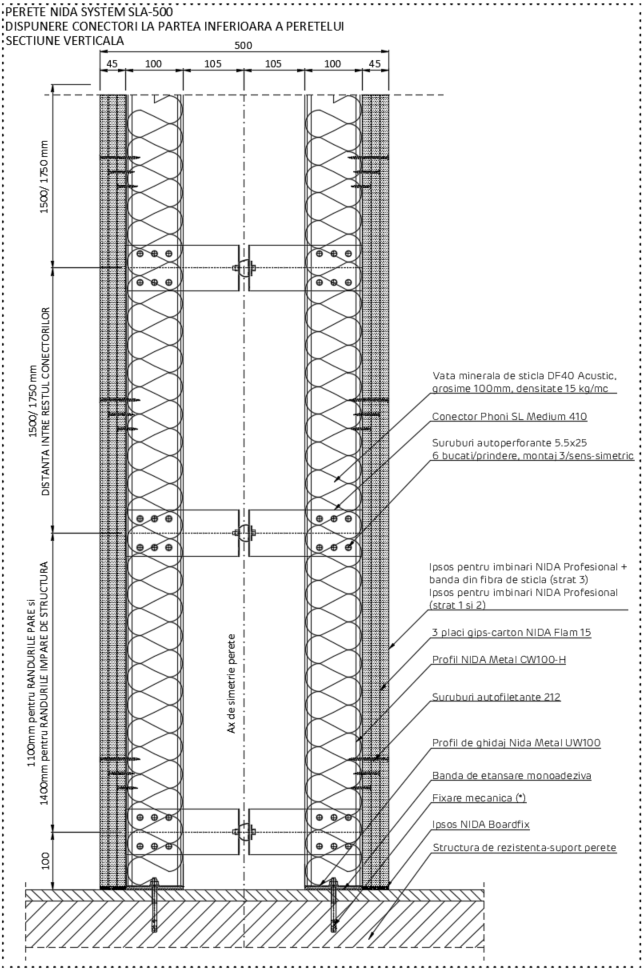 PERETE NIDA SYSTEM SLA-500
DISPUNERE CONECTORI LA PARTEA INFERIOARA A PERETELUI
SECTIUNE VERTICALA
500
45 100 105 105 100 45
1500/ 1750 mm
1500/ 1750 mm
DISTANTA INTRE RESTUL CONECTORILOR
1100mm pentru RANDURILE PARE si
1400mm pentru RANDURILE IMPARE DE STRUCTURA
100
Ax de simetrie perete
Vata minerala de sticla DF40 Acustic,
grosime 100mm, densitate 15 kg/mc
Conector Phoni SL Medium 410
Suruburi autoperforante 5.5x25
6 bucati/prindere, montaj 3/sens-simetric
Ipsos pentru imbinari NIDA Profesional +
banda din fibra de sticla (strat 3)
Ipsos pentru imbinari NIDA Profesional
(strat 1 si 2)
3 placi gips-carton NIDA Flam 15
Profil NIDA Metal CW100-H
Suruburi autofiletante 212
Profil de ghidaj Nida Metal UW100
Banda de etansare monoadeziva
Fixare mecanica (*)
Ipsos NIDA Boardfix
Structura de rezistenta-suport perete